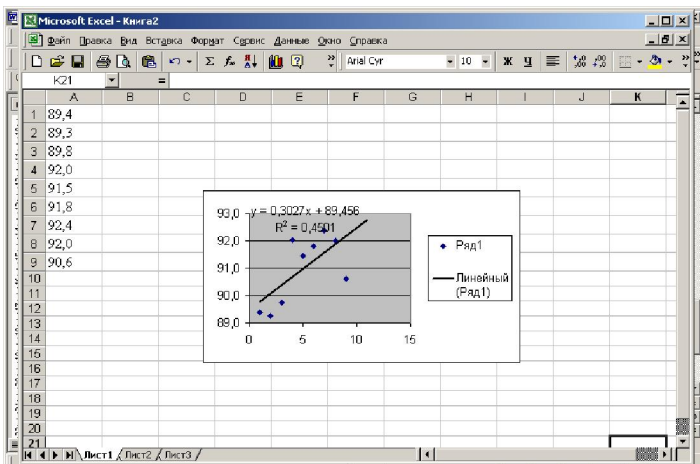 Microsoft Excel - Книга2
Файл Правка Вид Вставка Формат Сервис Данные Окно Справка
Arial Cyr 10 Ж К Ч
K21 =
A B C D E F G H I J K
1 89,4
2 89,3
3 89,8
4 92,0
5 91,5
6 91,8
7 92,4
8 92,0
9 90,6
10
11
12
13
14
15
16
17
18
19
20
21
y = 0,3027x + 89,456
R² = 0,4501
93,0
92,0
91,0
90,0
89,0
0 5 10 15
Ряд1
Линейный
(Ряд1)
Лист1 Лист2 Лист3